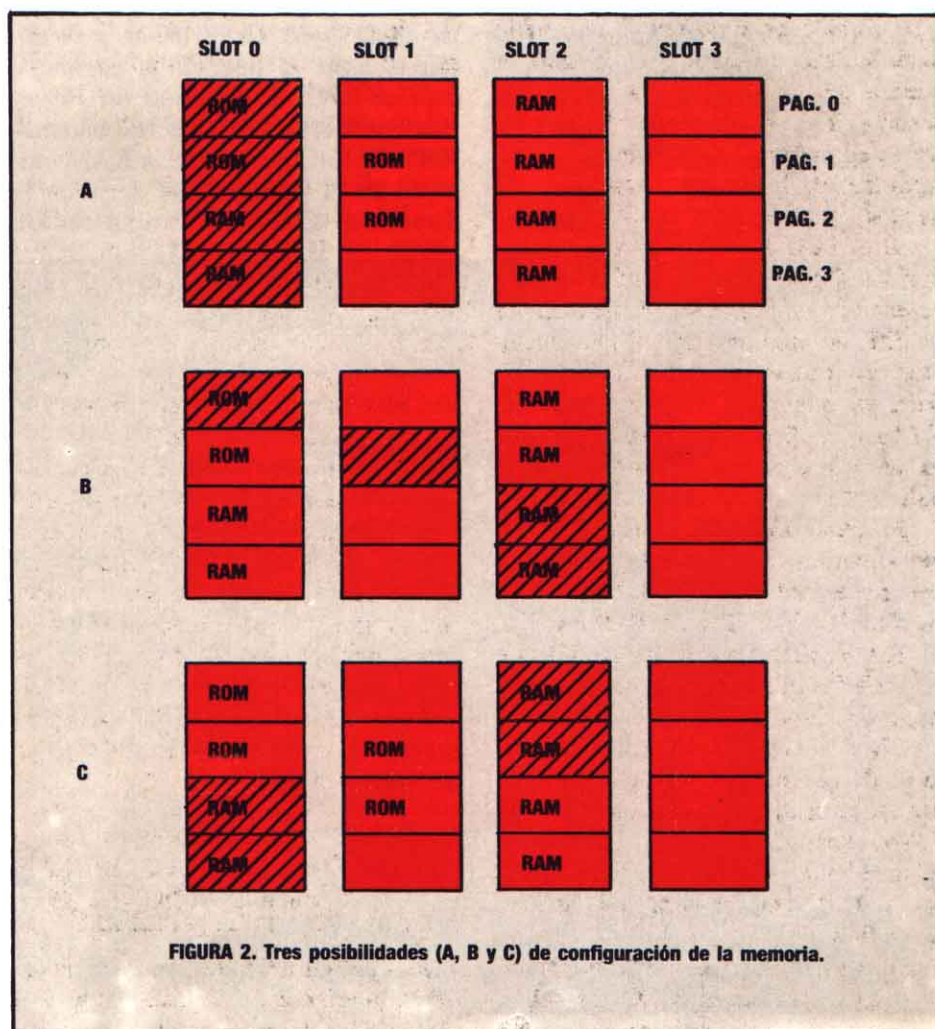 SLOT 0 SLOT 1 SLOT 2 SLOT 3
ROM RAM PAG. 0
ROM ROM RAM PAG. 1
A
RAM ROM RAM PAG. 2
RAM RAM PAG. 3
ROM RAM
ROM RAM
B
RAM RAM
RAM RAM
ROM RAM
ROM ROM RAM
C
RAM ROM RAM
RAM RAM
FIGURA 2. Tres posibilidades (A, B y C) de configuración de la memoria.